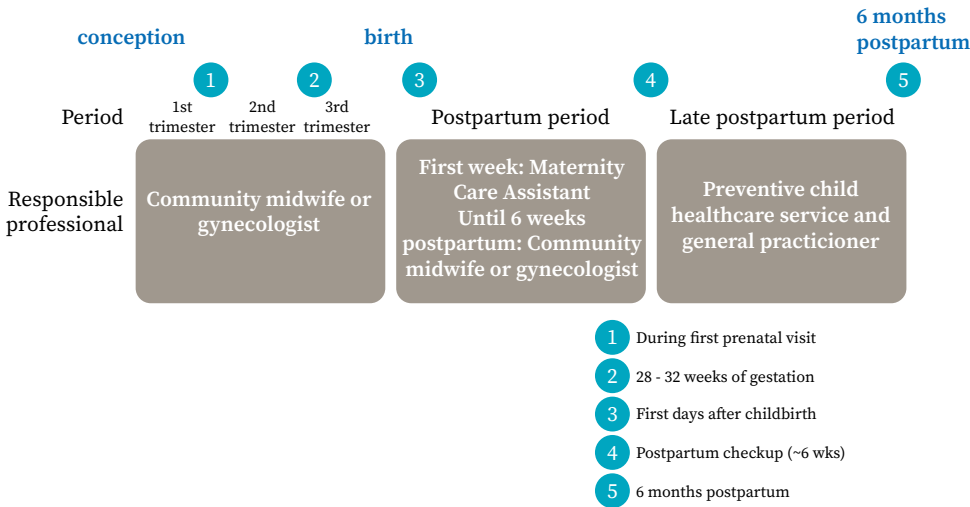 conception
birth
6 months
postpartum
1
2
3
4
5
Period
1st
trimester
2nd
trimester
3rd
trimester
Postpartum period
Late postpartum period
Responsible
professional
Community midwife or
gynecologist
First week: Maternity
Care Assistant
Until 6 weeks
postpartum: Community
midwife or gynecologist
Preventive child
healthcare service and
general practicioner
1 During first prenatal visit
2 28 - 32 weeks of gestation
3 First days after childbirth
4 Postpartum checkup (~6 wks)
5 6 months postpartum